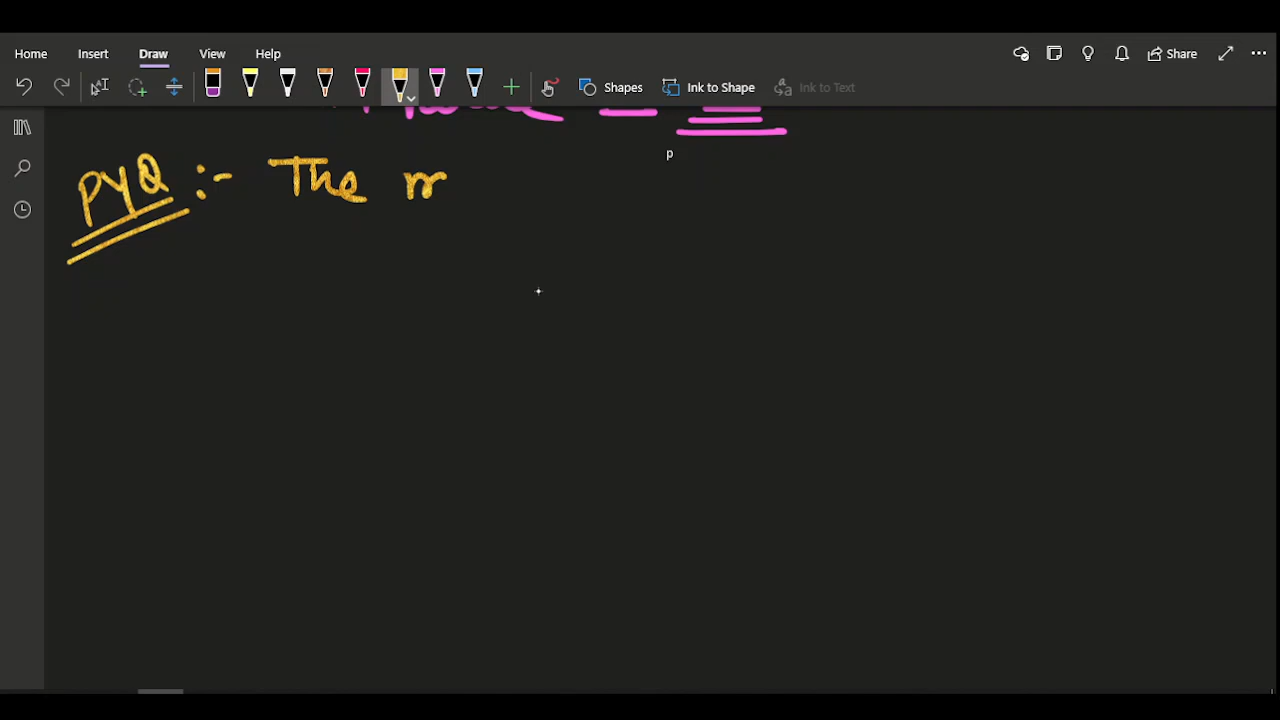 Home Insert Draw View Help Share
Shapes Ink to Shape Ink to Text
p
PYQ :- The m